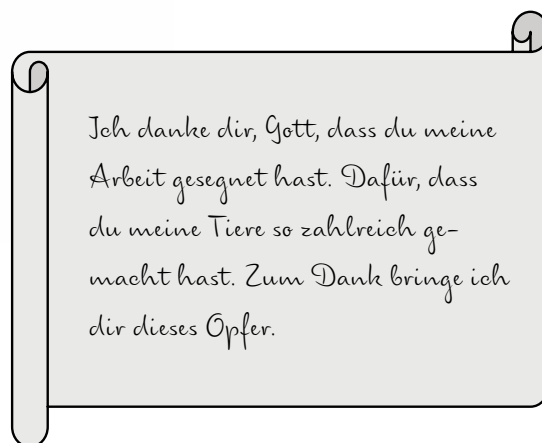 Ich danke dir, Gott, dass du meine
Arbeit gesegnet hast. Dafür, dass
du meine Tiere so zahlreich ge-
macht hast. Zum Dank bringe ich
dir dieses Opfer.